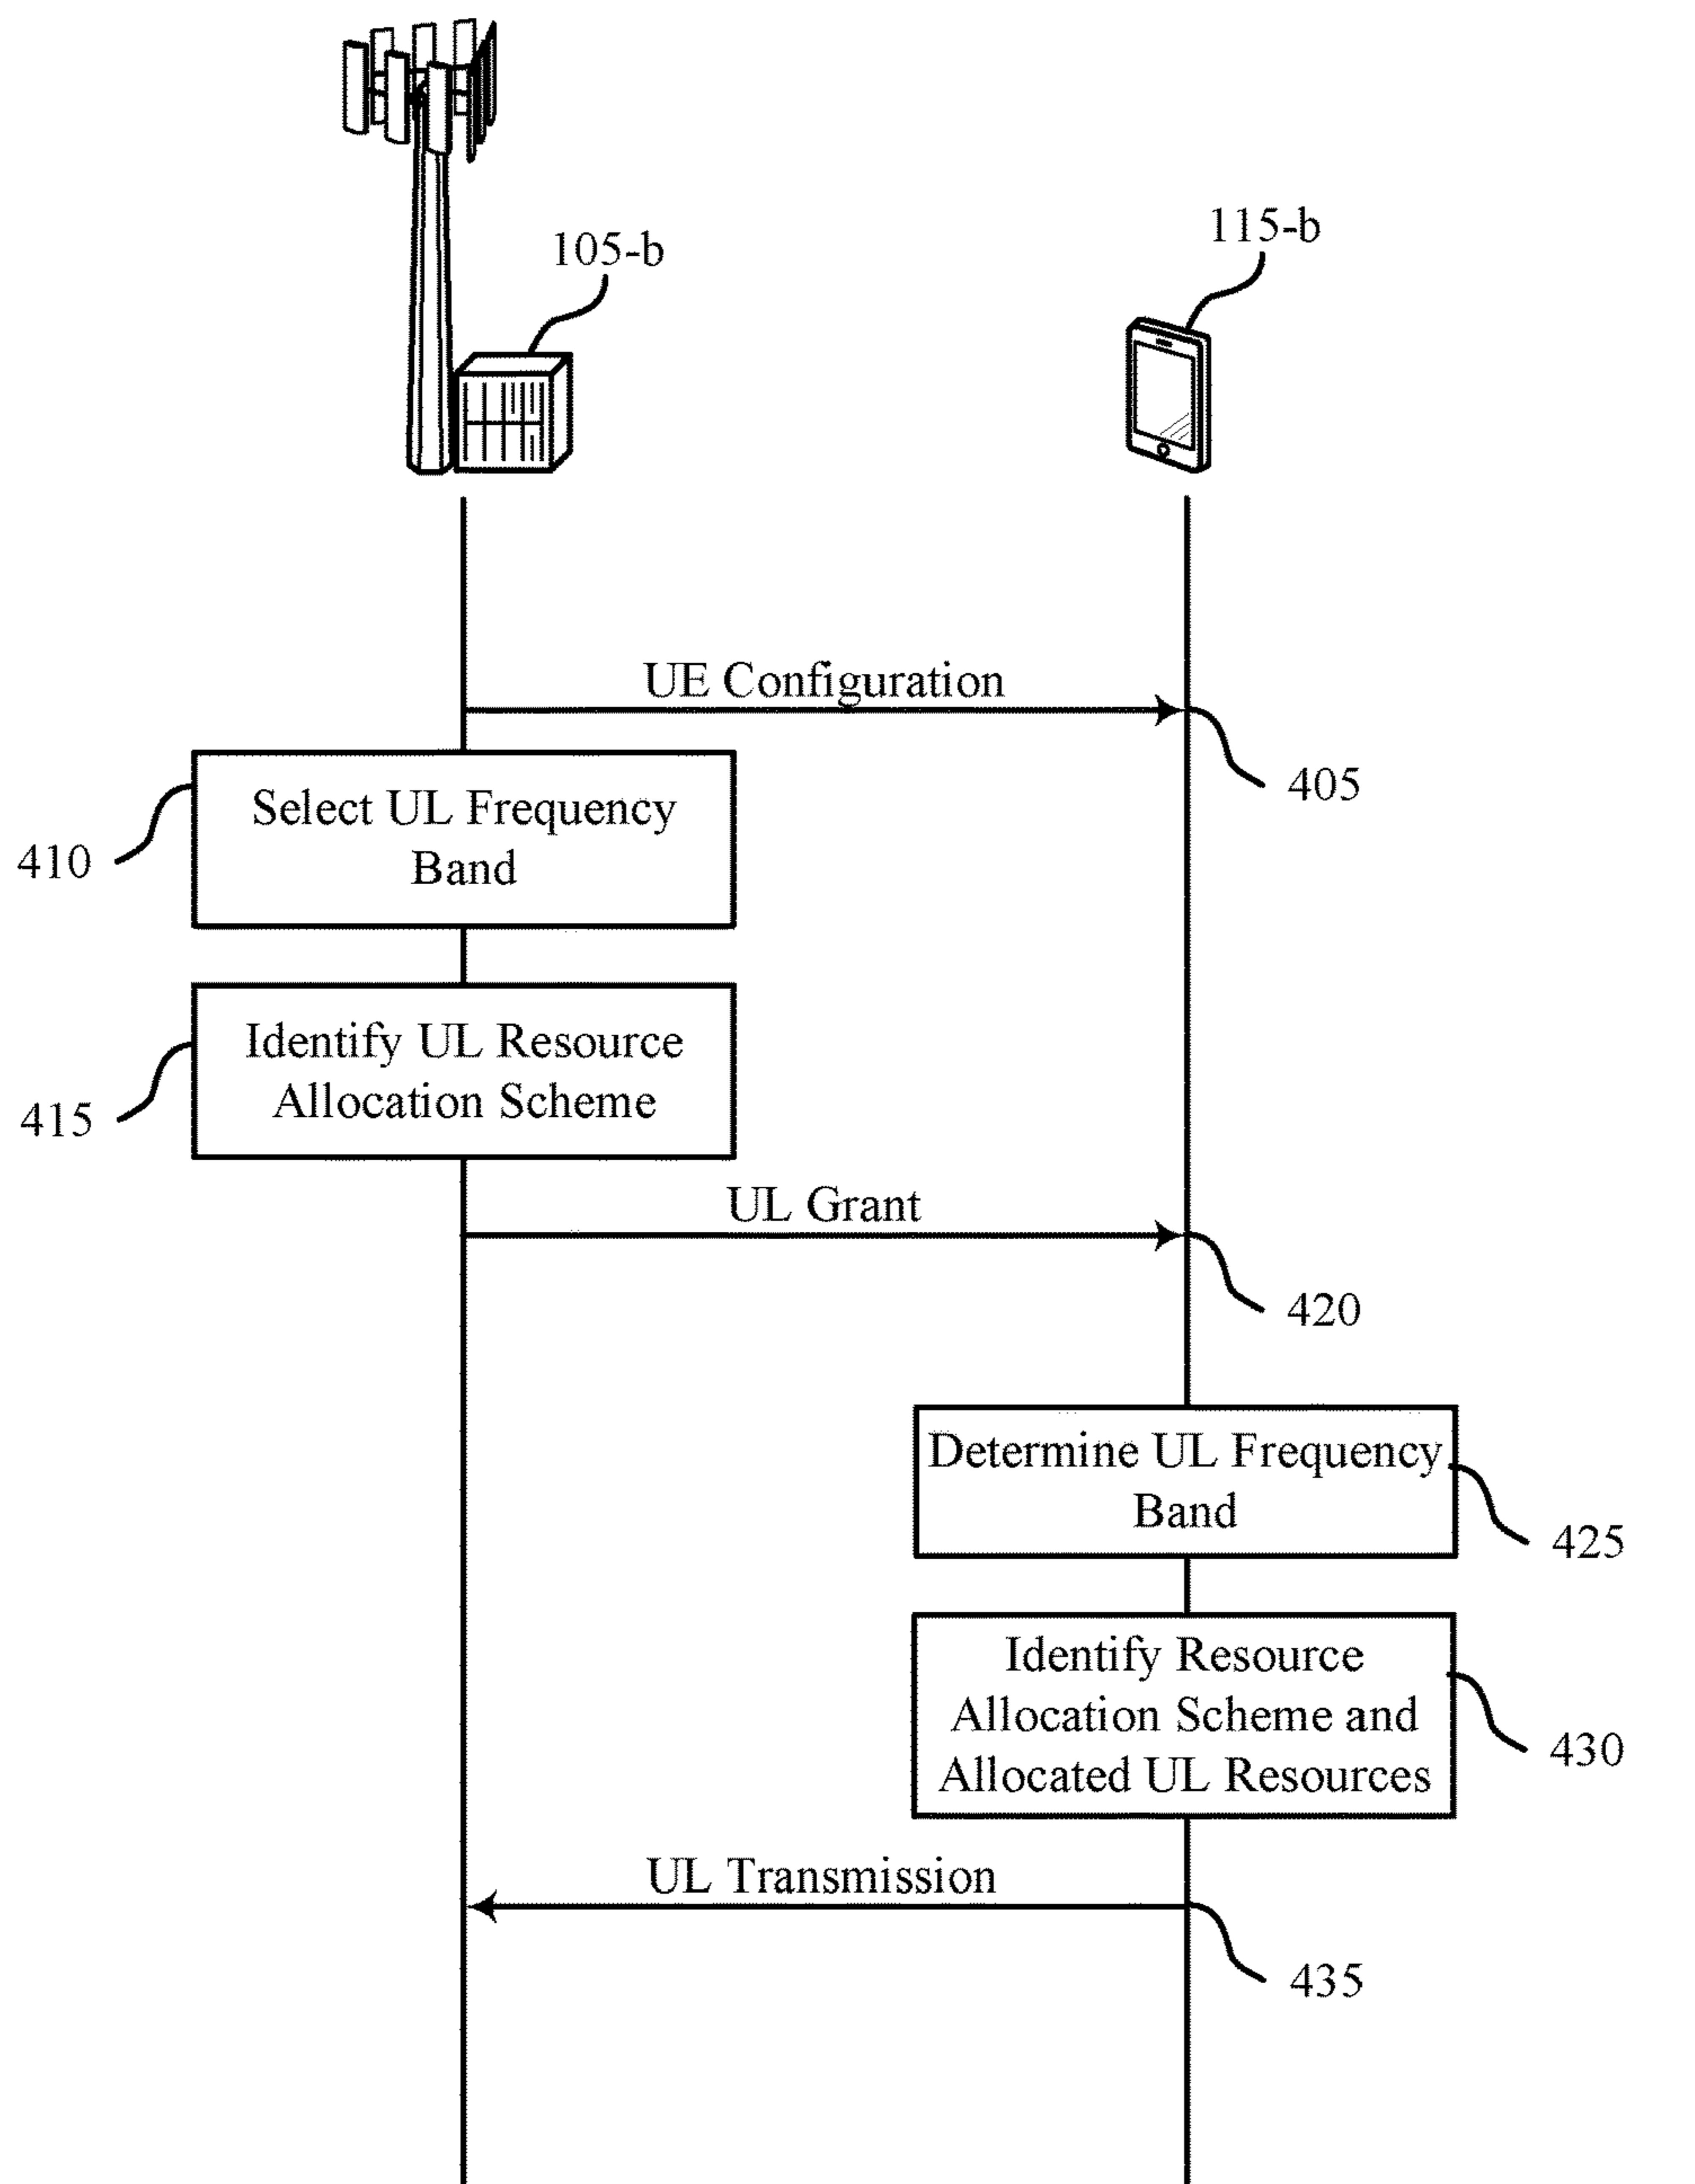 105-b
115-b
UE Configuration
405
410
Select UL Frequency
Band
415
Identify UL Resource
Allocation Scheme
UL Grant
420
Determine UL Frequency
Band
425
Identify Resource
Allocation Scheme and
Allocated UL Resources
430
UL Transmission
435